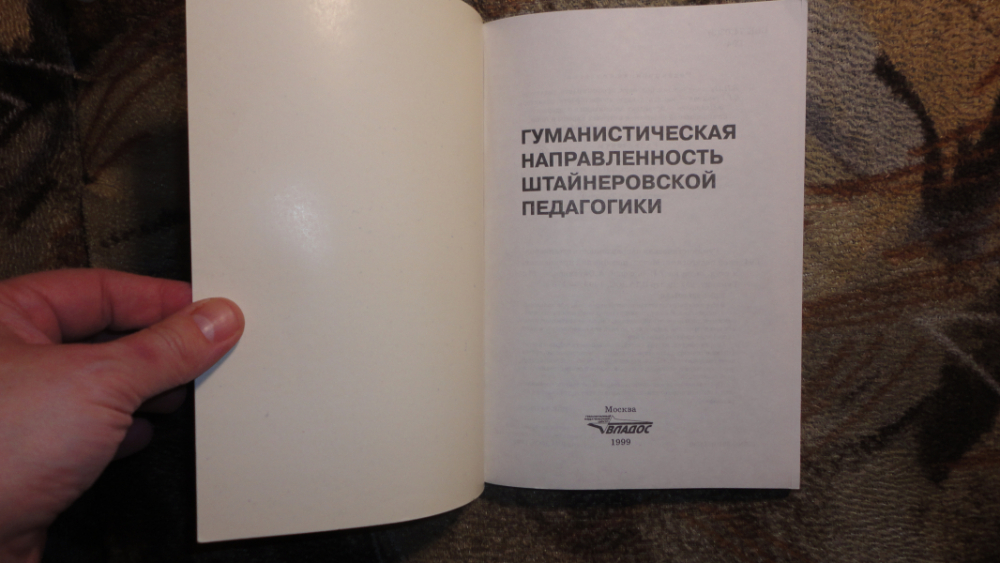 ГУМАНИСТИЧЕСКАЯ
НАПРАВЛЕННОСТЬ
ШТАЙНЕРОВСКОЙ
ПЕДАГОГИКИ
Москва
ВЛАДОС
1999